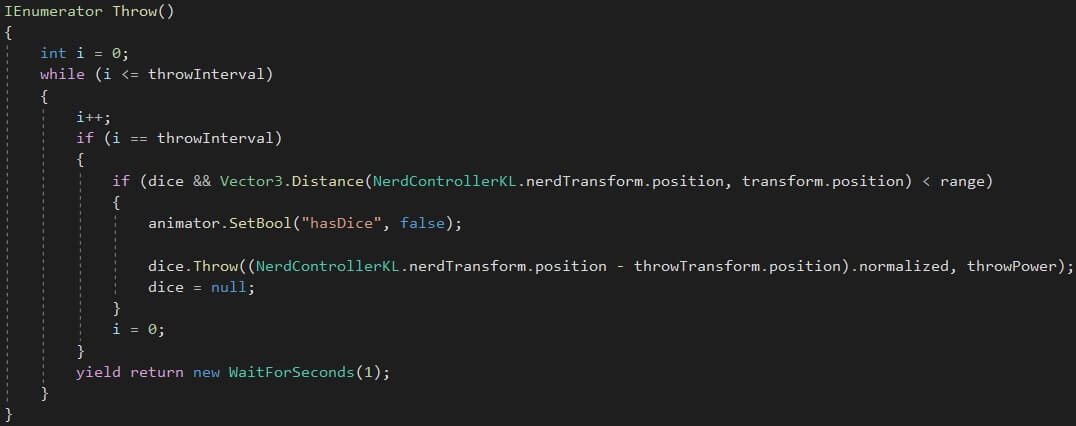 IEnumerator Throw()
{
    int i = 0;
    while (i <= throwInterval)
    {
        i++;
        if (i == throwInterval)
        {
            if (dice && Vector3.Distance(NerdControllerKL.nerdTransform.position, transform.position) < range)
            {
                animator.SetBool("hasDice", false);

                dice.Throw((NerdControllerKL.nerdTransform.position - throwTransform.position).normalized, throwPower);
                dice = null;
            }
            i = 0;
        }
        yield return new WaitForSeconds(1);
    }
}